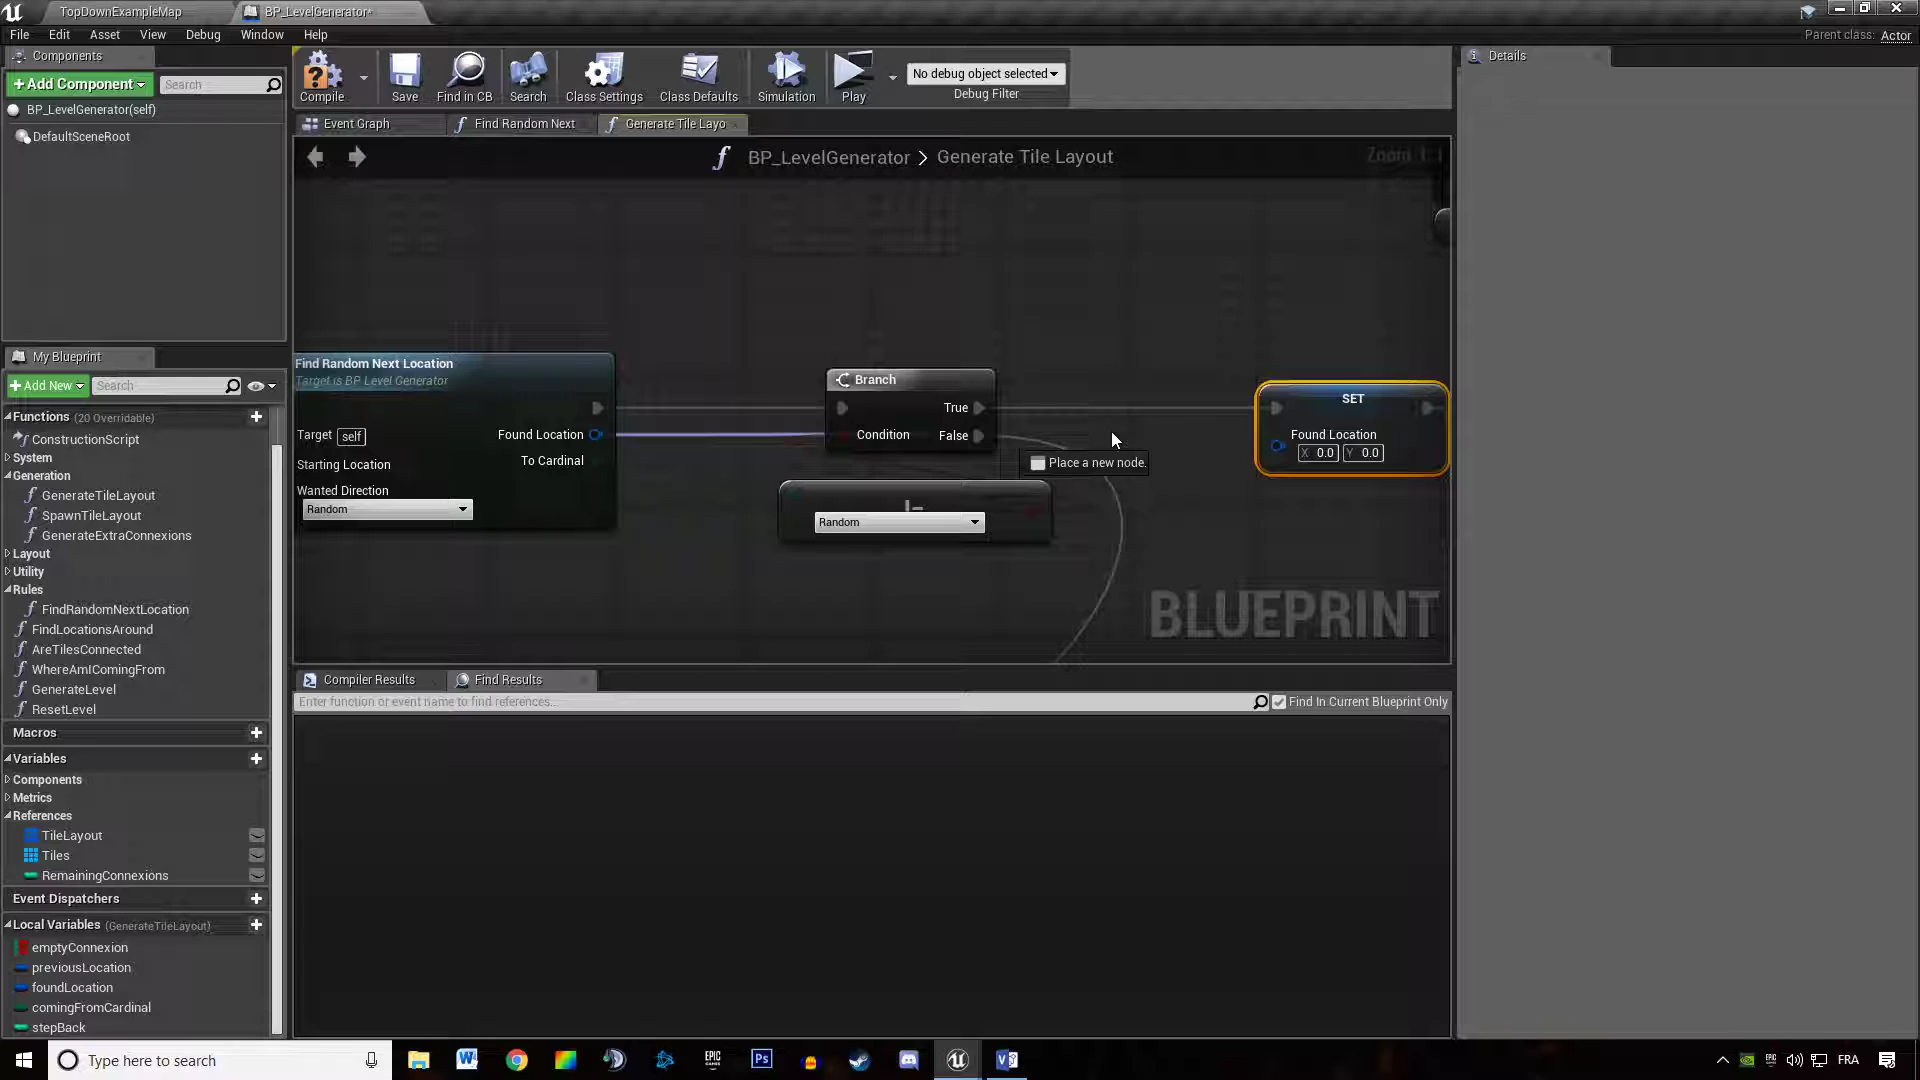 TopDownExampleMap
BP_LevelGenerator*
File Edit Asset View Debug Window Help
Parent class: Actor
Components
+Add Component
Search
BP_LevelGenerator(self)
DefaultSceneRoot
Compile
Save
Find in CB
Search
Class Settings
Class Defaults
Simulation
Play
No debug object selected
Debug Filter
Details
Event Graph
Find Random Next
Generate Tile Layo
BP_LevelGenerator > Generate Tile Layout
Zoom 1:1
Find Random Next Location
Target is BP Level Generator
Target self
Found Location
Starting Location
To Cardinal
Wanted Direction
Random
Branch
True
Condition
False
Place a new node.
!=
Random
SET
Found Location
X 0.0 Y 0.0
BLUEPRINT
My Blueprint
+Add New
Search
Functions (20 Overridable)
ConstructionScript
System
Generation
GenerateTileLayout
SpawnTileLayout
GenerateExtraConnexions
Layout
Utility
Rules
FindRandomNextLocation
FindLocationsAround
AreTilesConnected
WhereAmIComingFrom
GenerateLevel
ResetLevel
Macros
Variables
Components
Metrics
References
TileLayout
Tiles
RemainingConnexions
Event Dispatchers
Local Variables (GenerateTileLayout)
emptyConnexion
previousLocation
foundLocation
comingFromCardinal
stepBack
Compiler Results
Find Results
Enter function or event name to find references...
Find In Current Blueprint Only
Type here to search
EPIC GAMES
Ps
FRA